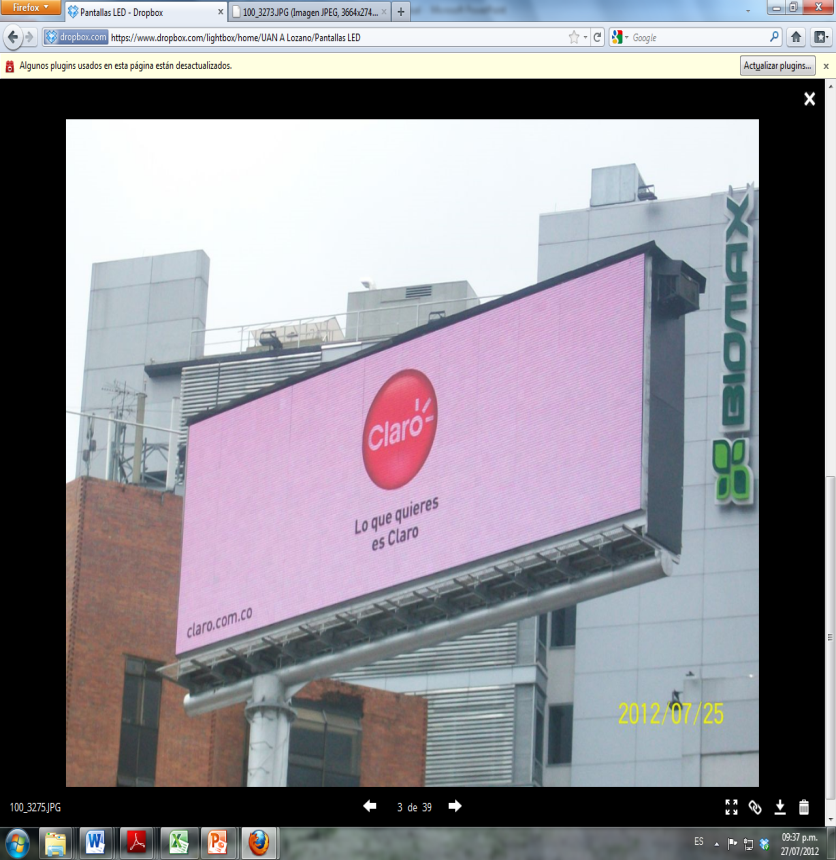 Firefox
Pantallas LED - Dropbox
100_3273.JPG (Imagen JPEG, 3664x274...
dropbox.com
https://www.dropbox.com/lightbox/home/UAN A Lozano/Pantallas LED
Google
Algunos plugins usados en esta página están desactualizados.
Actualizar plugins...
BIOMAX
Claro
Lo que quieres
es Claro
claro.com.co
2012/07/25
100_3275.JPG
3 de 39
ES
09:37 p.m.
27/07/2012